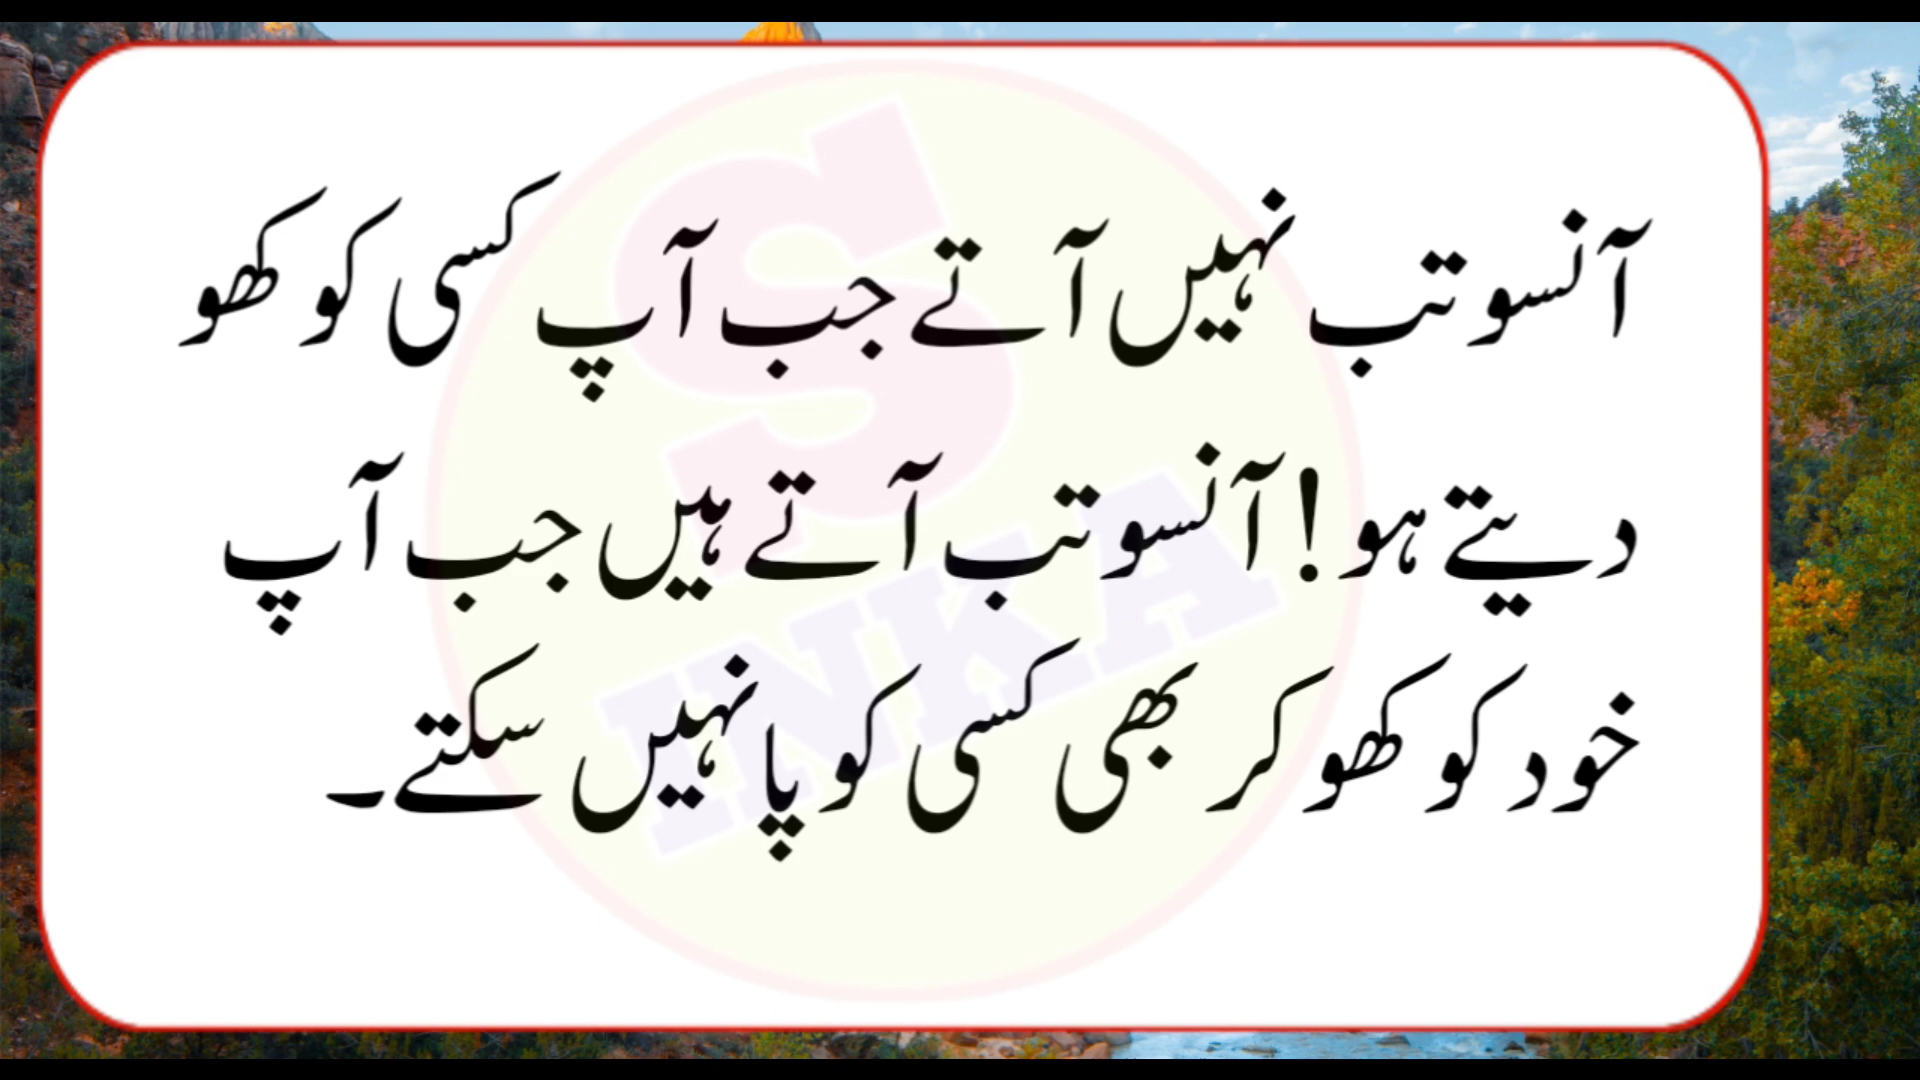 آنسو تب نہیں آتے جب آپ کسی کو کھو
دیتے ہو! آنسو تب آتے ہیں جب آپ
خود کو کھو کر بھی کسی کو پا نہیں سکتے۔
S
INKA